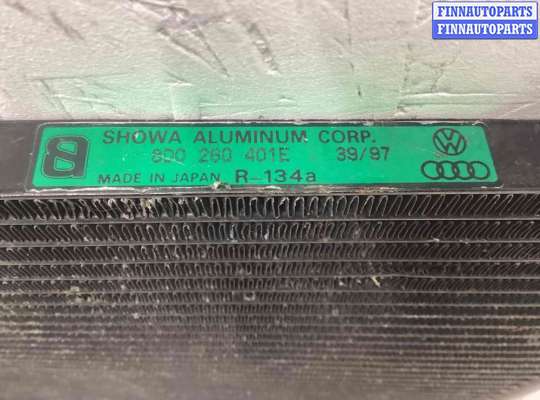 FINNAUTOPARTS
FINNAUTOPARTS
SHOWA ALUMINUM CORP.
8D0 260 401E 39/97
MADE IN JAPAN R-134a